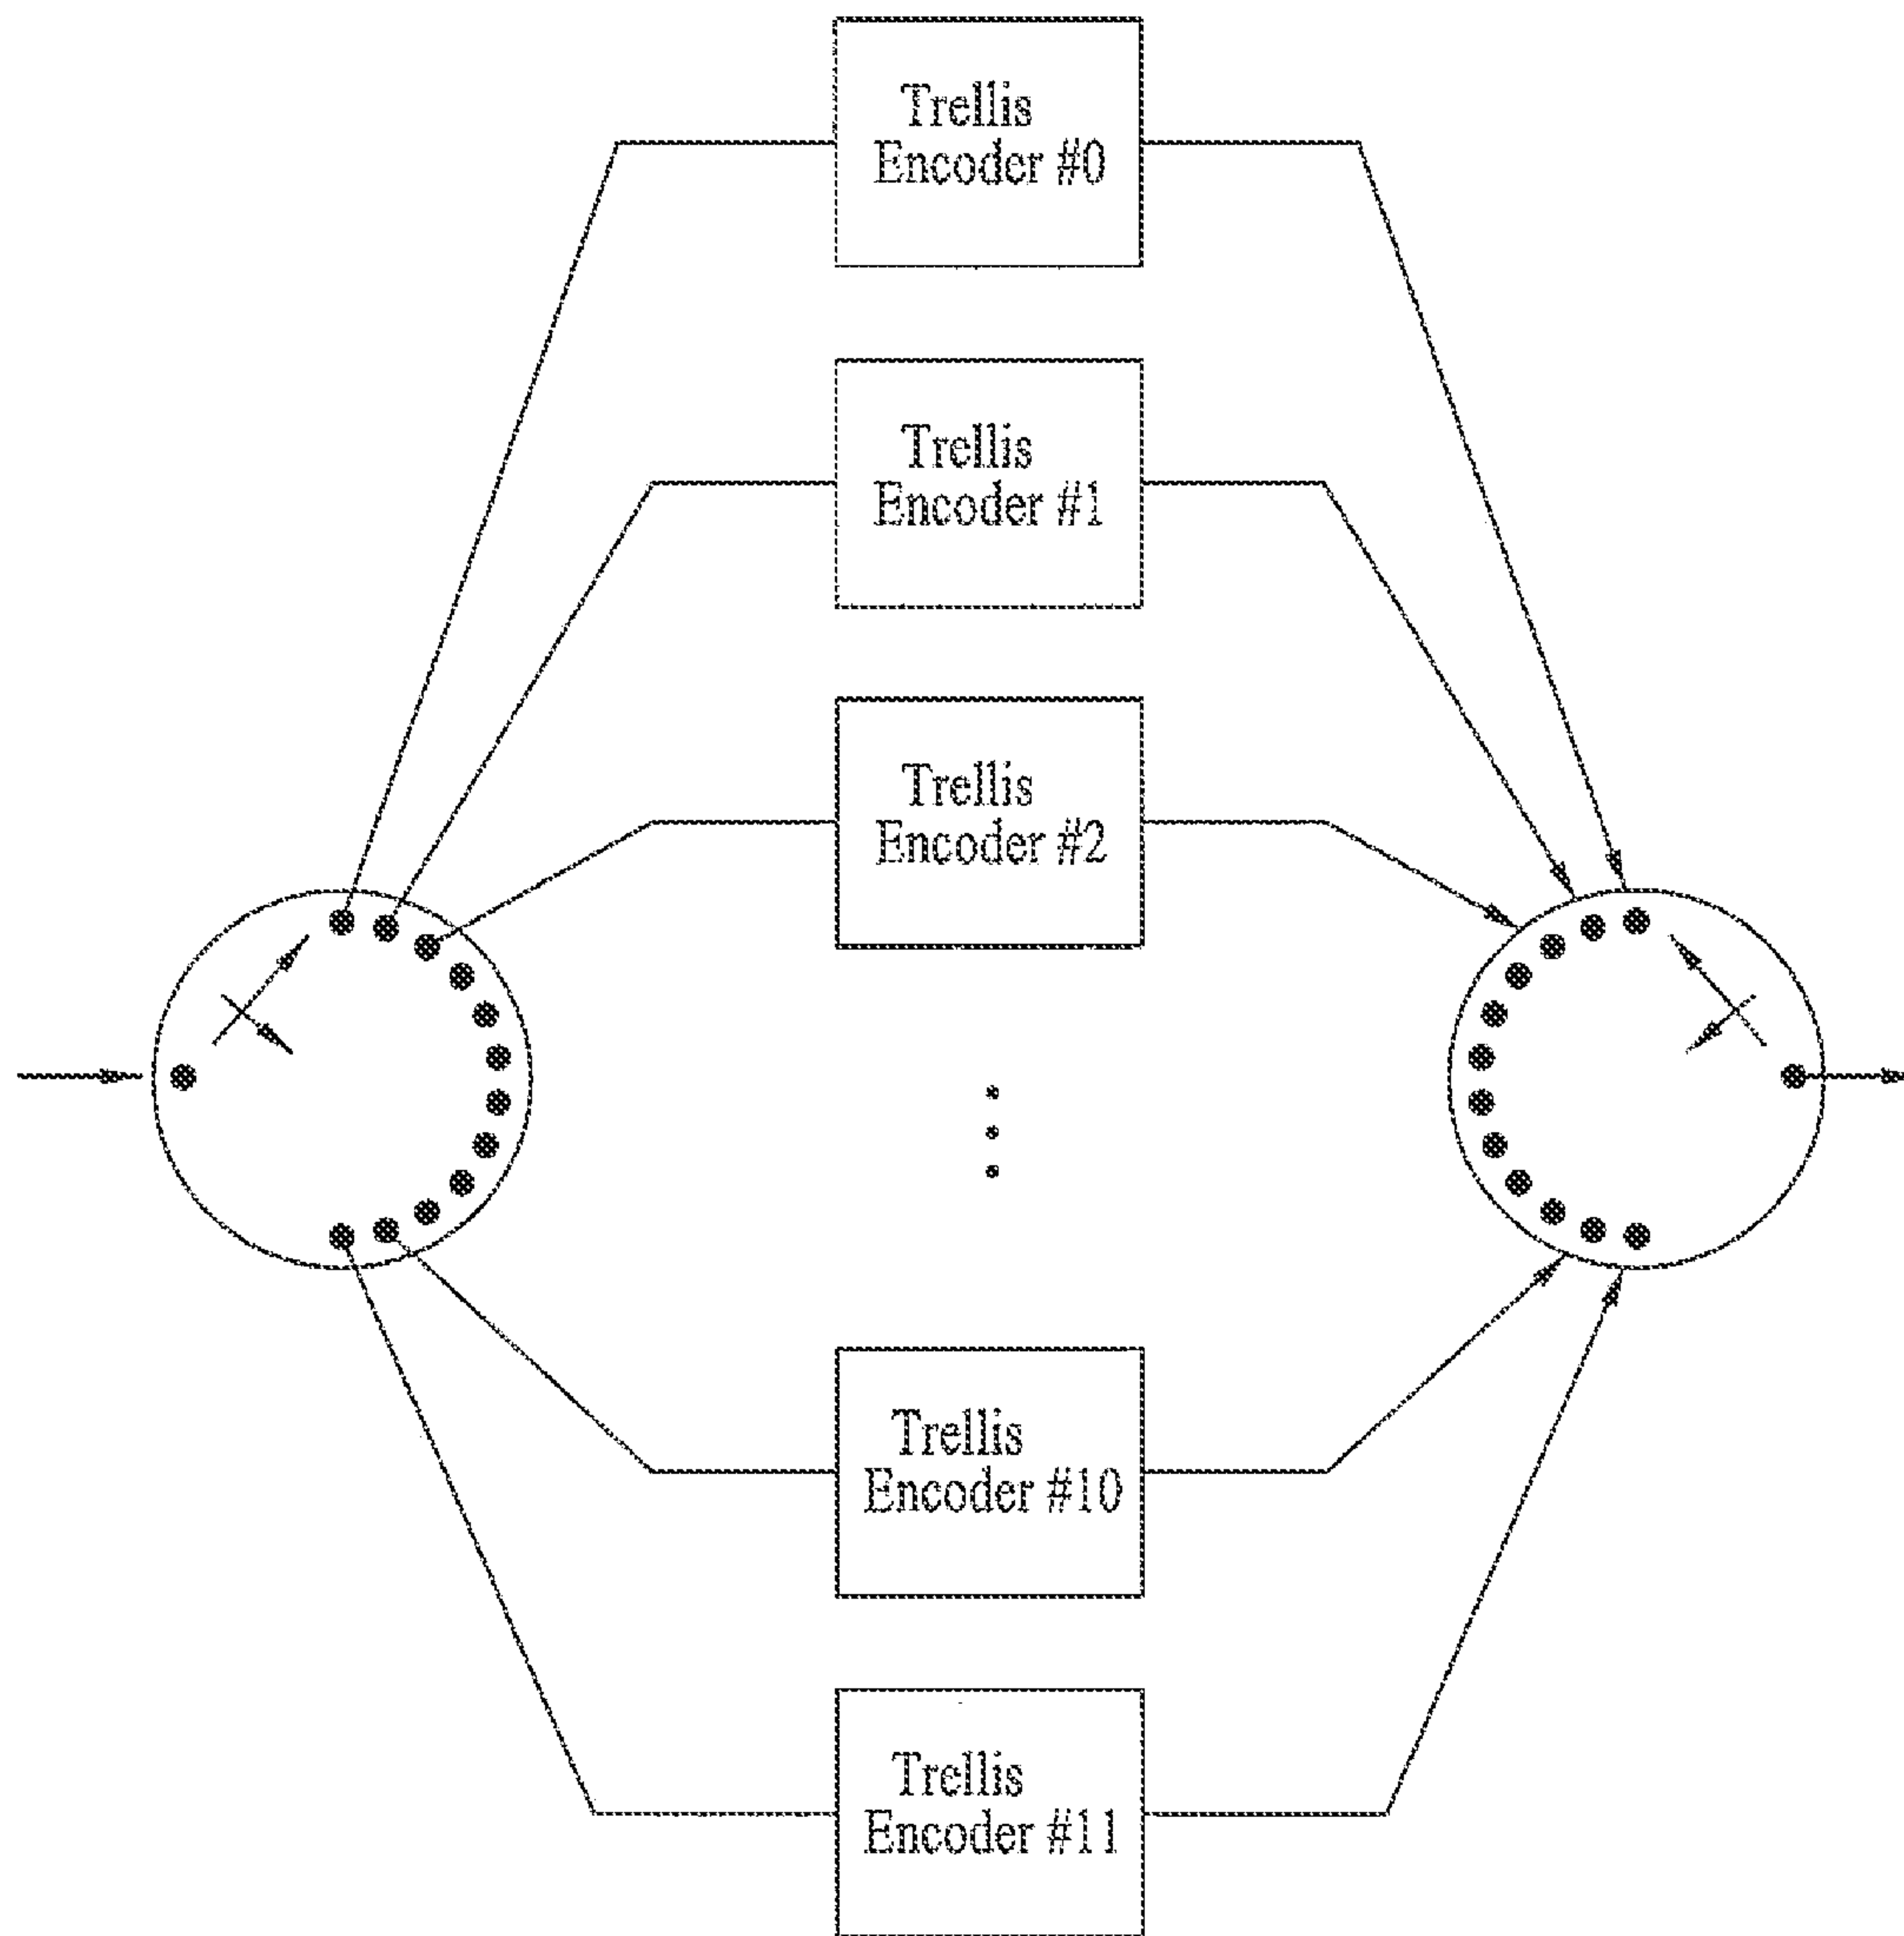 Trellis
Encoder #0
Trellis
Encoder #1
Trellis
Encoder #2
Trellis
Encoder #10
Trellis
Encoder #11